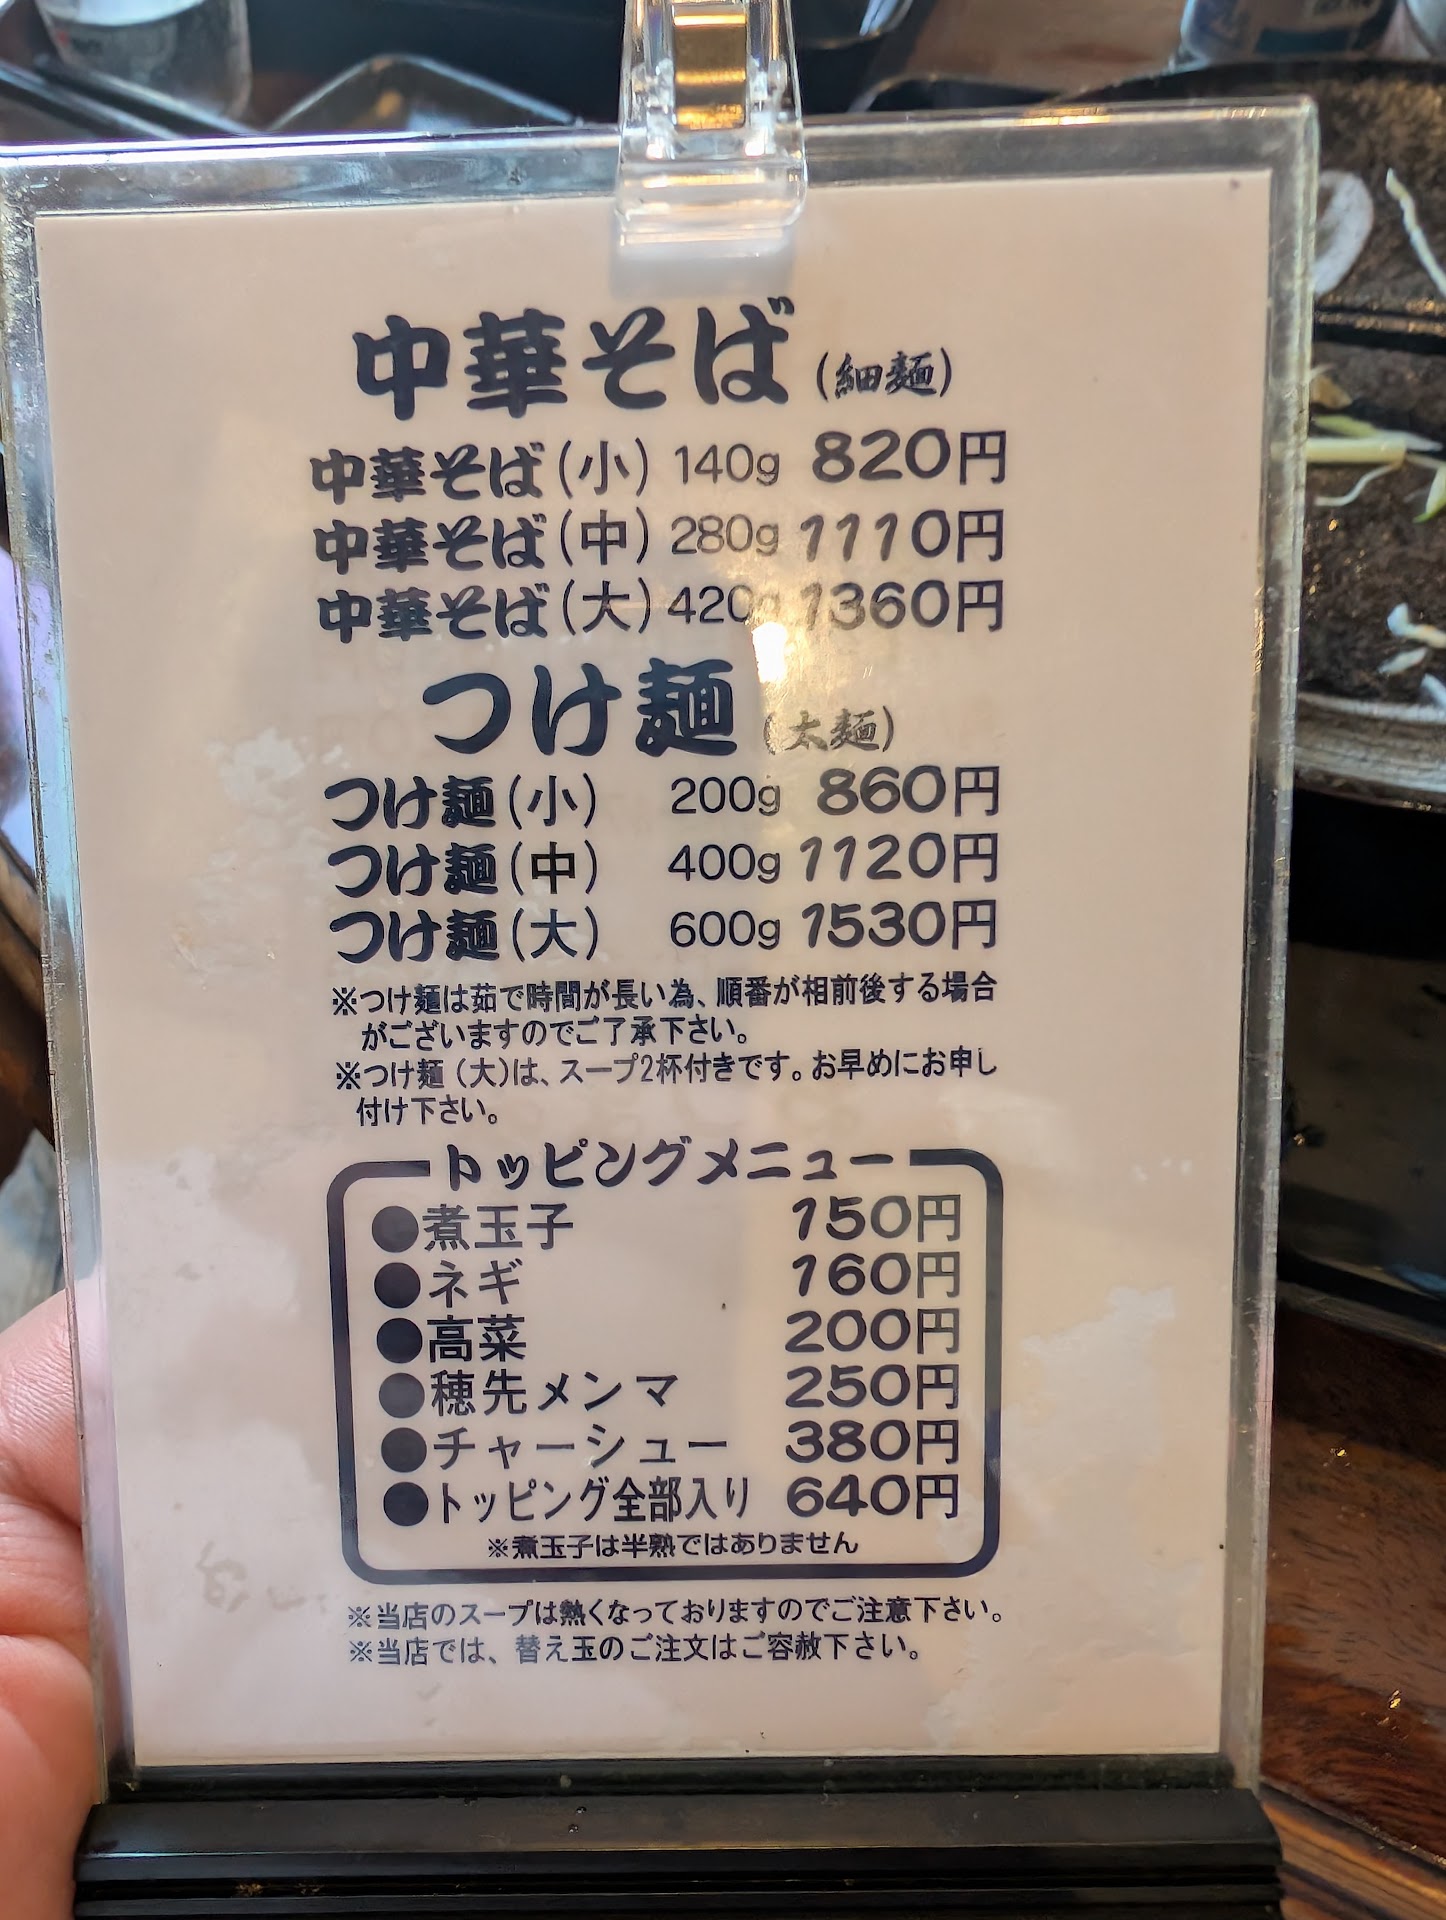 中華そば (細麺)
中華そば(小) 140g 820円
中華そば(中) 280g 1110円
中華そば(大) 420g 1360円
つけ麺 (太麺)
つけ麺(小) 200g 860円
つけ麺(中) 400g 1120円
つけ麺(大) 600g 1530円
※つけ麺は茹で時間が長い為、順番が相前後する場合
がございますのでご了承下さい。
※つけ麺(大)は、スープ2杯付きです。お早めにお申し
付け下さい。
トッピングメニュー
●煮玉子 150円
●ネギ 160円
●高菜 200円
●穂先メンマ 250円
●チャーシュー 380円
●トッピング全部入り 640円
※煮玉子は半熟ではありません
※当店のスープは熱くなっておりますのでご注意下さい。
※当店では、替え玉のご注文はご容赦下さい。